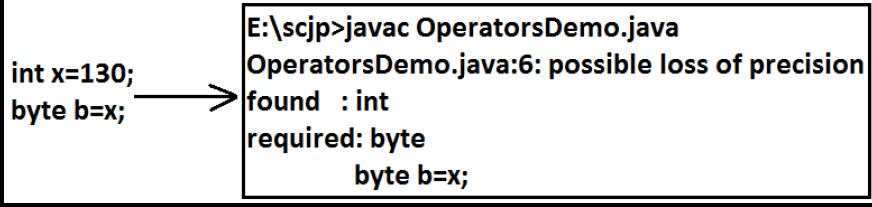 int x=130;
byte b=x;
E:\scjp>javac OperatorsDemo.java
OperatorsDemo.java:6: possible loss of precision
found : int
required: byte
byte b=x;